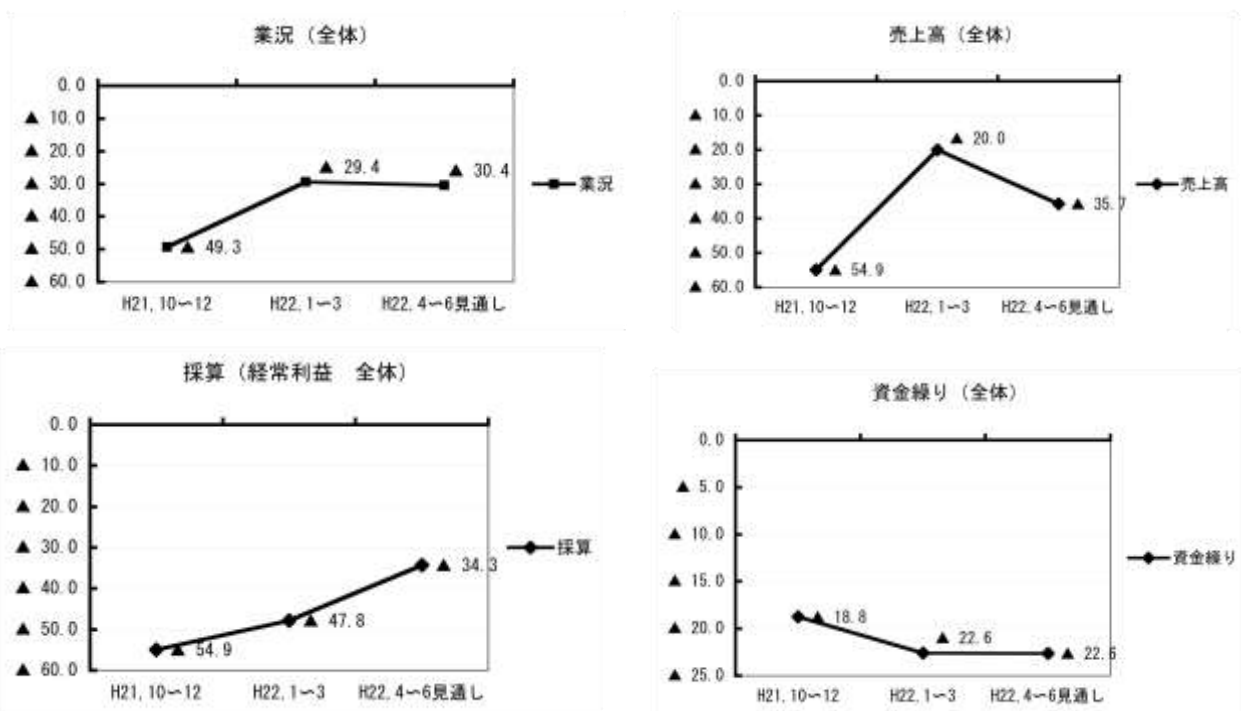 業況（全体）
0.0
▲ 10.0
▲ 20.0
▲ 30.0
▲ 40.0
▲ 50.0
▲ 60.0
▲ 49.3
▲ 29.4
▲ 30.4
業況
H21,10〜12
H22,1〜3
H22,4〜6見通し
売上高（全体）
0.0
▲ 10.0
▲ 20.0
▲ 30.0
▲ 40.0
▲ 50.0
▲ 60.0
▲ 54.9
▲ 20.0
▲ 35.7
売上高
H21,10〜12
H22,1〜3
H22,4〜6見通し
採算（経常利益　全体）
0.0
▲ 10.0
▲ 20.0
▲ 30.0
▲ 40.0
▲ 50.0
▲ 60.0
▲ 54.9
▲ 47.8
▲ 34.3
採算
H21,10〜12
H22,1〜3
H22,4〜6見通し
資金繰り（全体）
0.0
▲ 5.0
▲ 10.0
▲ 15.0
▲ 20.0
▲ 25.0
▲ 18.8
▲ 22.6
▲ 22.6
資金繰り
H21,10〜12
H22,1〜3
H22,4〜6見通し